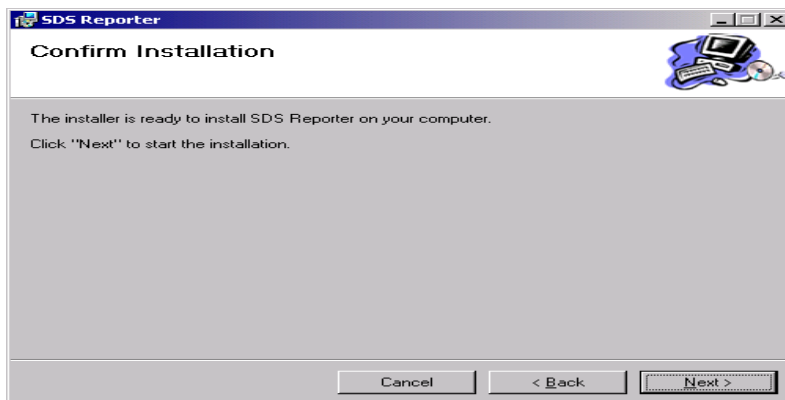 SDS Reporter
Confirm Installation
The installer is ready to install SDS Reporter on your computer.
Click "Next" to start the installation.
Cancel
< Back
Next >